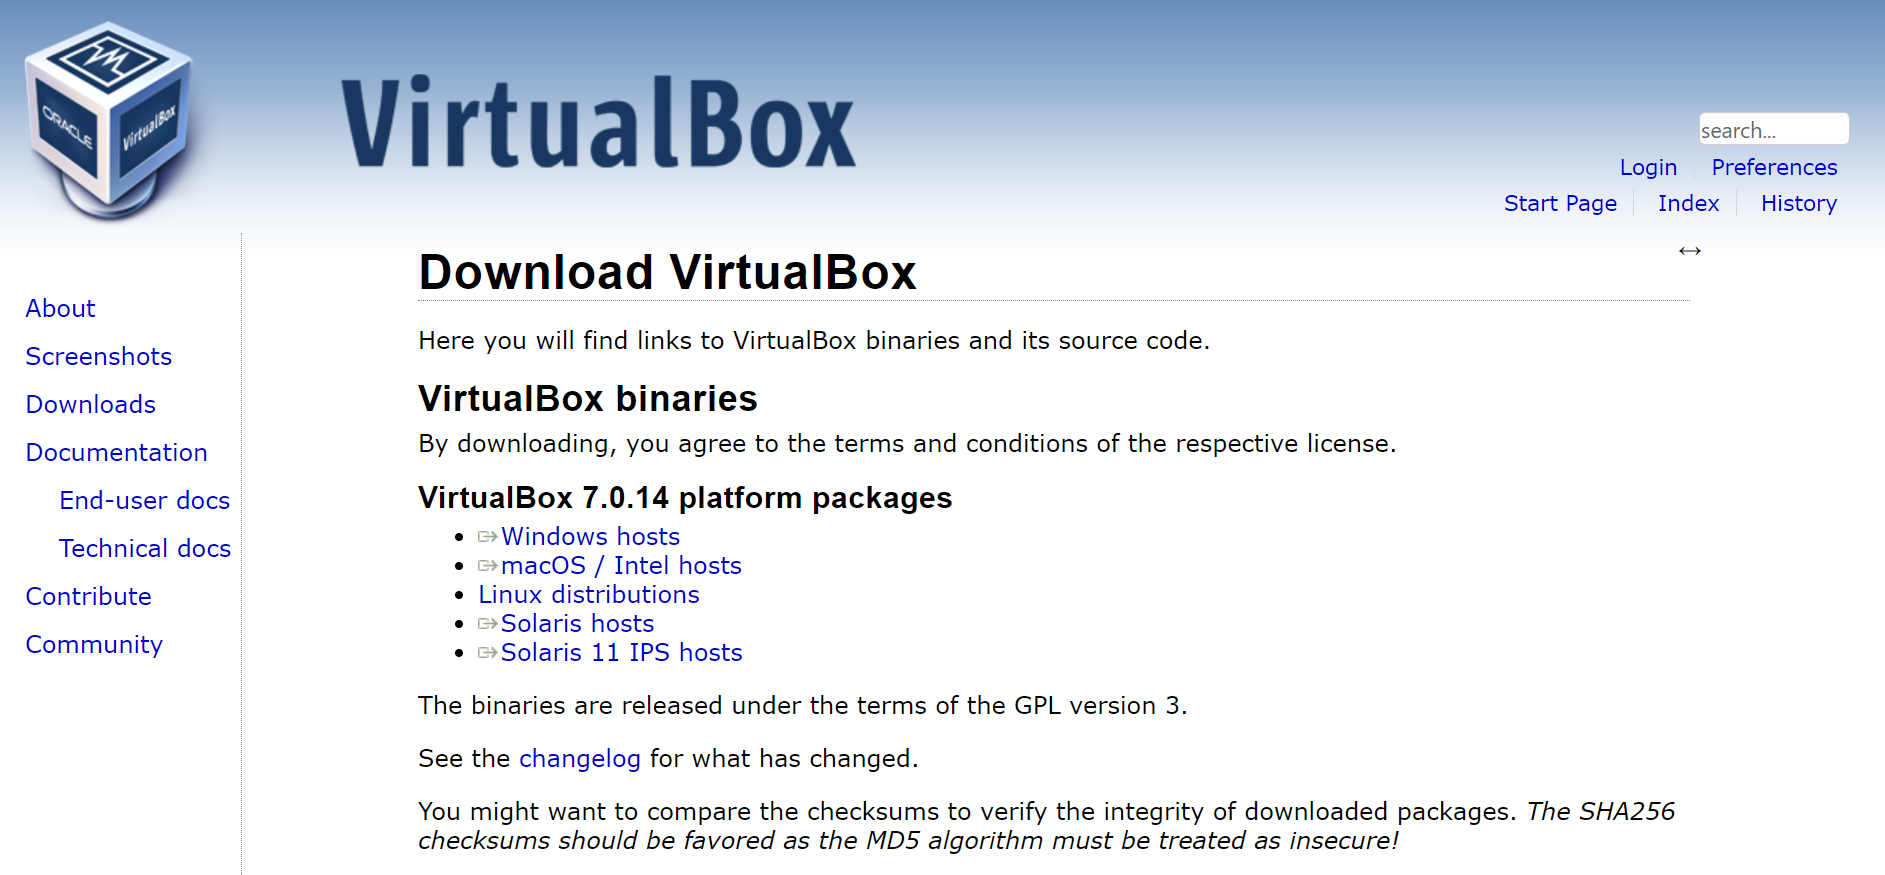 ORACLE
VirtualBox
VirtualBox
search...
Login
Preferences
Start Page
Index
History
About
Screenshots
Downloads
Documentation
End-user docs
Technical docs
Contribute
Community
↔
Download VirtualBox
Here you will find links to VirtualBox binaries and its source code.
VirtualBox binaries
By downloading, you agree to the terms and conditions of the respective license.
VirtualBox 7.0.14 platform packages
Windows hosts
macOS / Intel hosts
Linux distributions
Solaris hosts
Solaris 11 IPS hosts
The binaries are released under the terms of the GPL version 3.
See the changelog for what has changed.
You might want to compare the checksums to verify the integrity of downloaded packages. The SHA256
checksums should be favored as the MD5 algorithm must be treated as insecure!